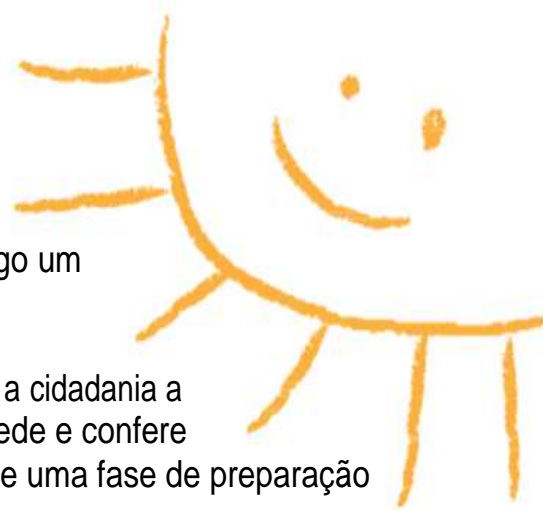 go um
a cidadania a
ede e confere
e uma fase de preparação